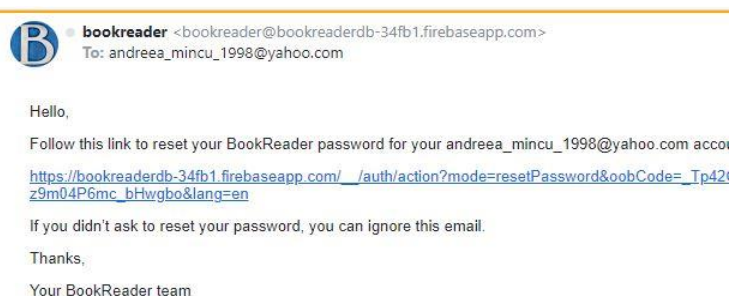 B
bookreader <bookreader@bookreaderdb-34fb1.firebaseapp.com>
To: andreea_mincu_1998@yahoo.com
Hello,
Follow this link to reset your BookReader password for your andreea_mincu_1998@yahoo.com accou
https://bookreaderdb-34fb1.firebaseapp.com/__/auth/action?mode=resetPassword&oobCode=_Tp42
z9m04P6mc_bHwgbo&lang=en
If you didn’t ask to reset your password, you can ignore this email.
Thanks,
Your BookReader team